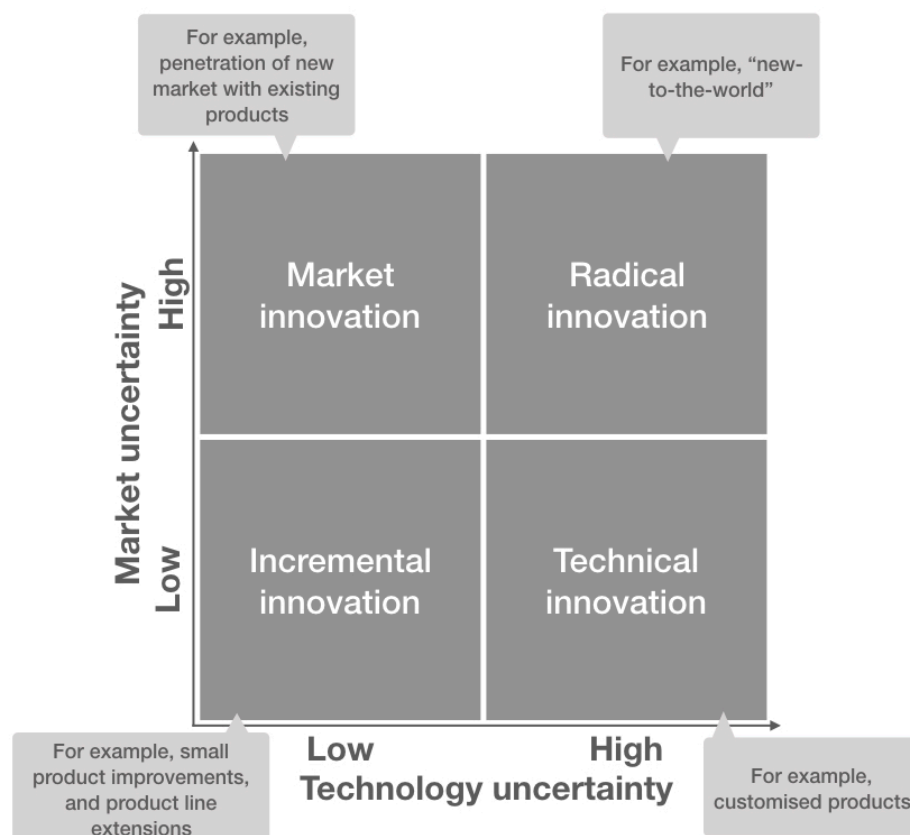 For example,
penetration of new
market with existing
products
For example, “new-
to-the-world”
Market uncertainty
High
Low
Market
innovation
Radical
innovation
Incremental
innovation
Technical
innovation
Low
High
Technology uncertainty
For example, small
product improvements,
and product line
extensions
For example,
customised products